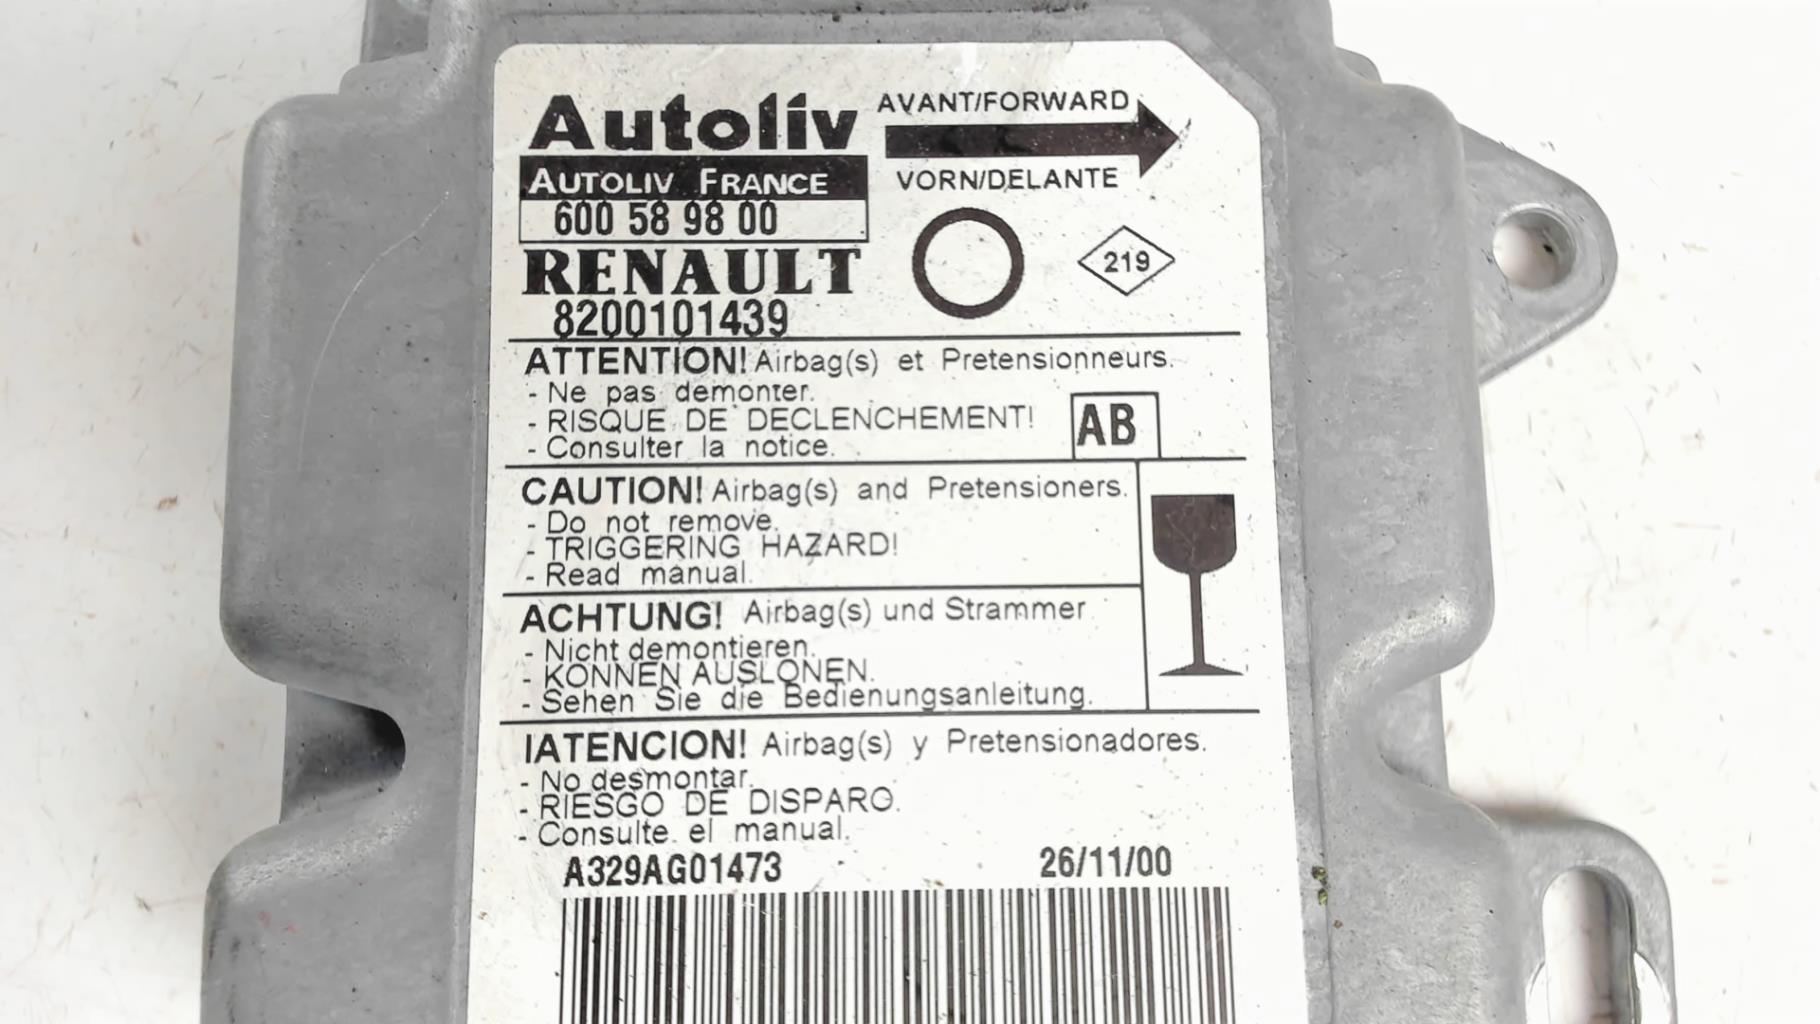 Autoliv
AVANT/FORWARD
AUTOLIV FRANCE
VORN/DELANTE
600 58 98 00
RENAULT
219
8200101439
ATTENTION! Airbag(s) et Pretensionneurs.
- Ne pas demonter.
- RISQUE DE DECLENCHEMENT!
- Consulter la notice.
AB
CAUTION! Airbag(s) and Pretensioners.
- Do not remove.
- TRIGGERING HAZARD!
- Read manual.
ACHTUNG! Airbag(s) und Strammer
- Nicht demontieren.
- KONNEN AUSLONEN.
- Sehen Sie die Bedienungsanleitung.
IATENCION! Airbag(s) y Pretensionadores.
- No desmontar.
- RIESGO DE DISPARO.
- Consulte el manual.
A329AG01473 26/11/00